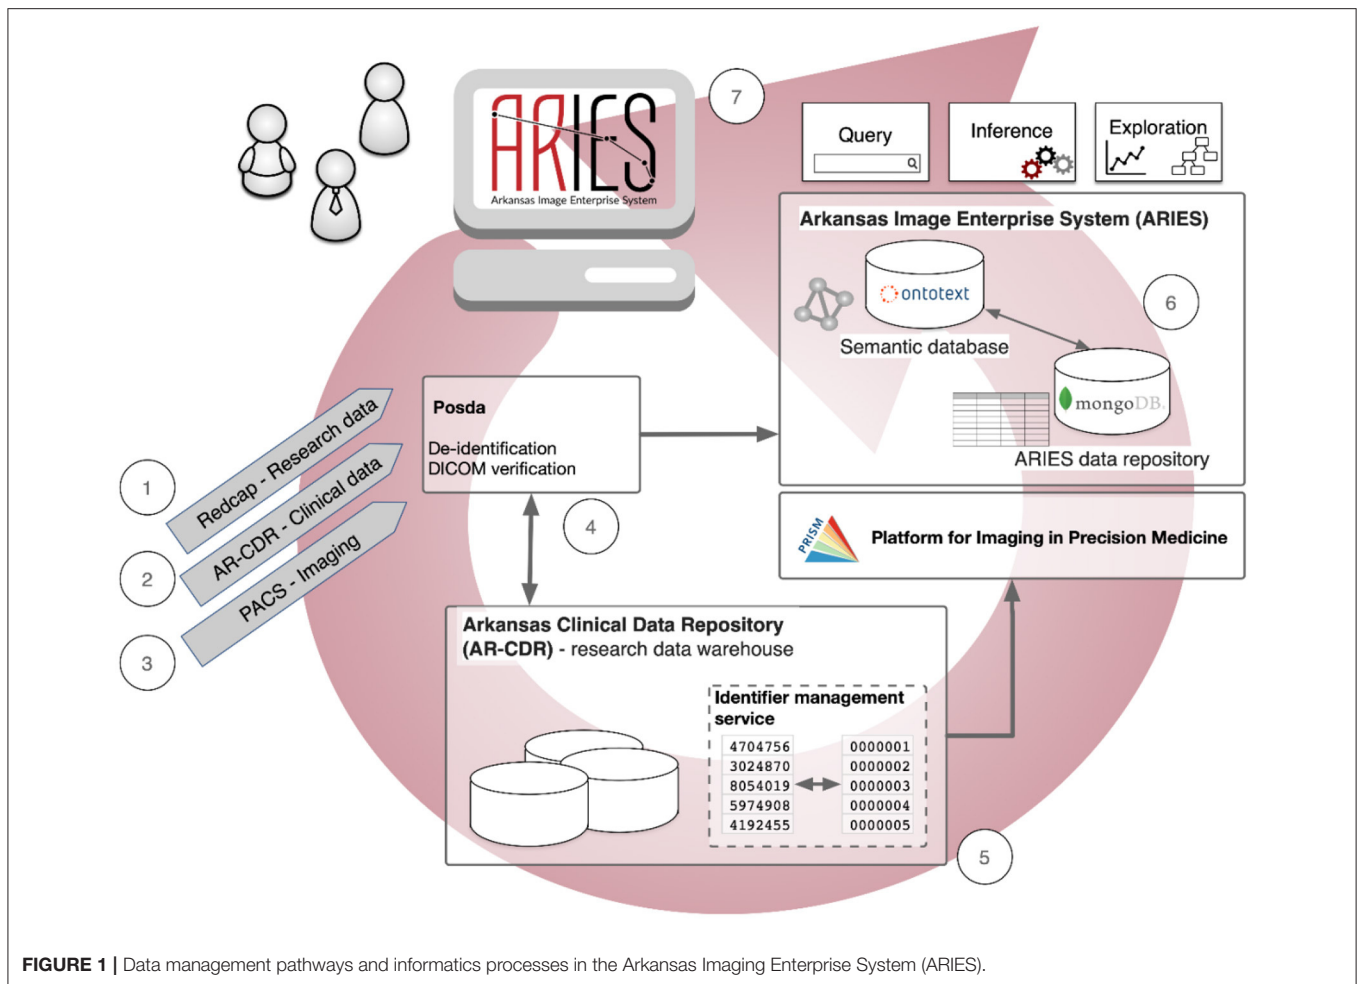 ARIES
Arkansas Image Enterprise System
7
Query
Inference
Exploration
Arkansas Image Enterprise System (ARIES)
ontotext
6
Semantic database
mongoDB.
ARIES data repository
Posda
De-identification
DICOM verification
1
Redcap - Research data
2
AR-CDR - Clinical data
3
PACS - Imaging
4
PRISM
Platform for Imaging in Precision Medicine
Arkansas Clinical Data Repository
(AR-CDR) - research data warehouse
Identifier management
service
4704756 0000001
3024870 0000002
8054019 0000003
5974908 0000004
4192455 0000005
5
FIGURE 1 | Data management pathways and informatics processes in the Arkansas Imaging Enterprise System (ARIES).